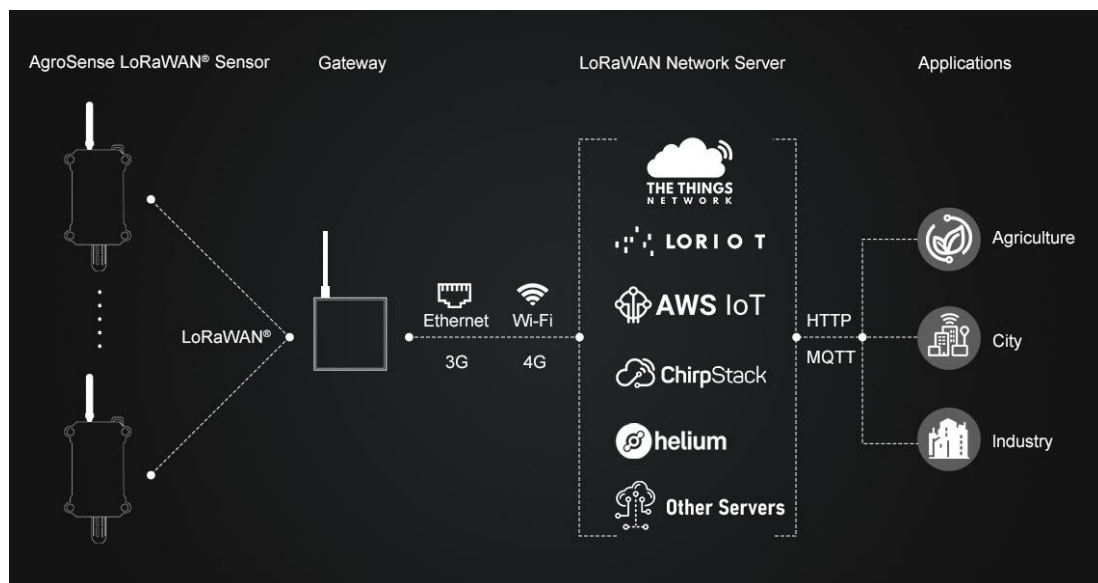 AgroSense LoRaWAN® Sensor
Gateway
LoRaWAN Network Server
Applications
THE THINGS
NETWORK
LORIOT
Agriculture
Ethernet
Wi-Fi
AWS IoT
HTTP
LoRaWAN®
City
3G
4G
MQTT
ChirpStack
helium
Industry
Other Servers